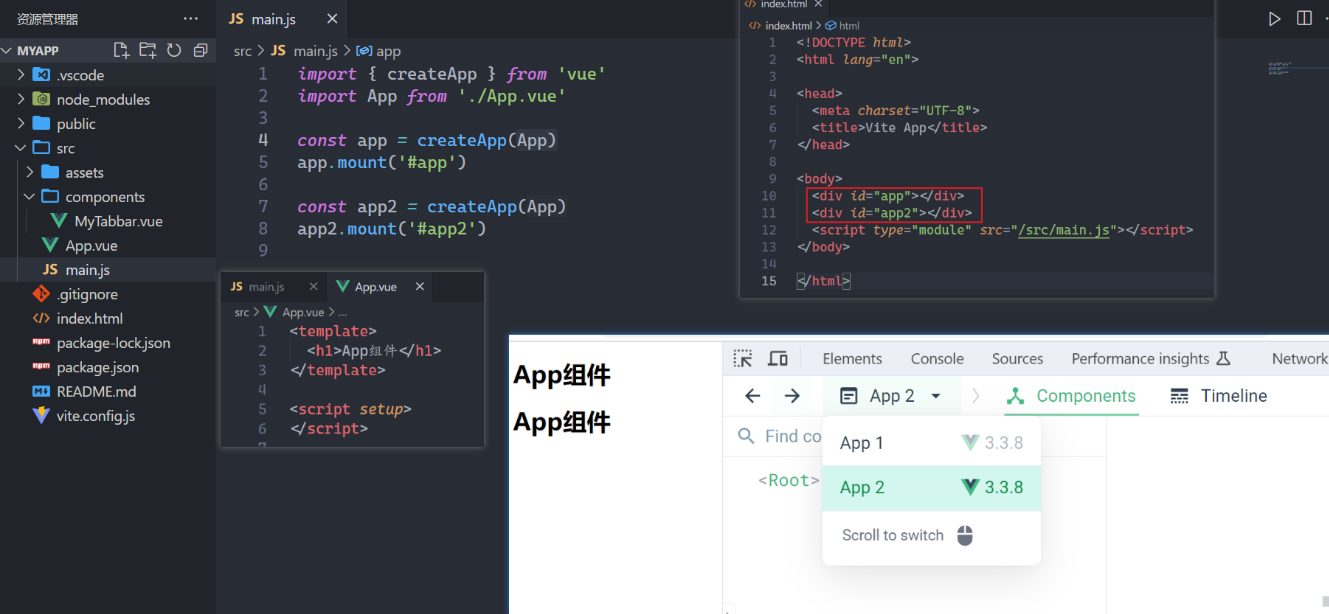 资源管理器
MYAPP
.vscode
node_modules
public
src
assets
components
MyTabbar.vue
App.vue
JS main.js
.gitignore
index.html
package-lock.json
package.json
README.md
vite.config.js
JS main.js
src > JS main.js > app
1 import { createApp } from 'vue'
2 import App from './App.vue'
3
4 const app = createApp(App)
5 app.mount('#app')
6
7 const app2 = createApp(App)
8 app2.mount('#app2')
9
index.html
index.html > html
1 <!DOCTYPE html>
2 <html lang="en">
3
4 <head>
5 <meta charset="UTF-8">
6 <title>Vite App</title>
7 </head>
8
9 <body>
10 <div id="app"></div>
11 <div id="app2"></div>
12 <script type="module" src="/src/main.js"></script>
13 </body>
14
15 </html>
JS main.js App.vue
src > App.vue > ...
1 <template>
2 <h1>App组件</h1>
3 </template>
4
5 <script setup>
6 </script>
7
App组件
App组件
Elements Console Sources Performance insights Network
App 2 Components Timeline
Find co
<Root>
App 1 3.3.8
App 2 3.3.8
Scroll to switch